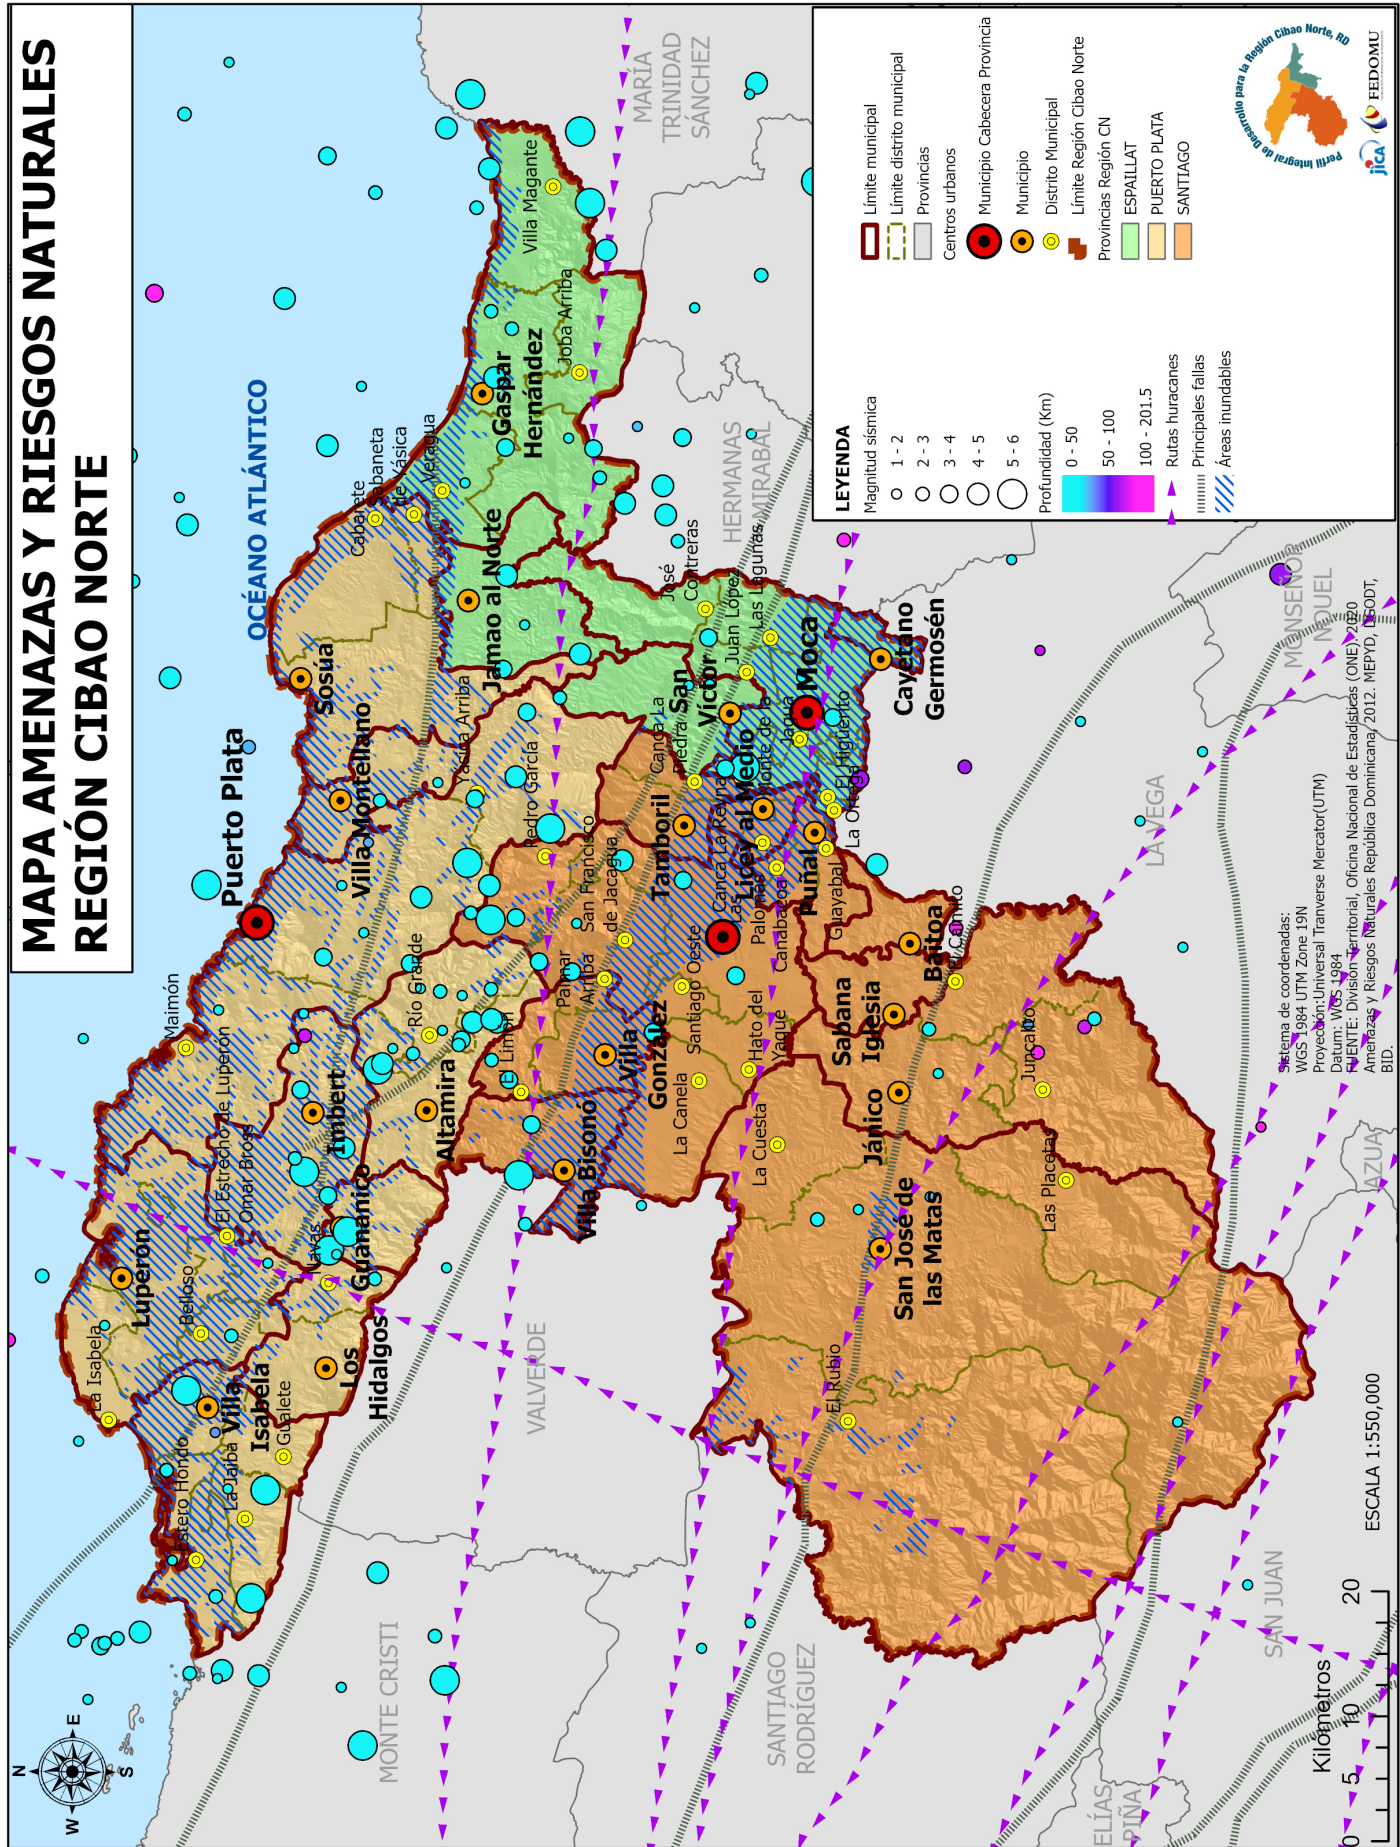 MAPA AMENAZAS Y RIESGOS NATURALES
REGIÓN CIBAO NORTE
N
W
E
S
OCÉANO ATLÁNTICO
Puerto Plata
Maimón
Sosúa
Villa Montellano
Cabarete
Sabaneta
de Yásica
Veragua
Gaspar
Hernández
Joba Arriba
Villa Magante
MARÍA
TRINIDAD
SÁNCHEZ
Jamao al Norte
Yásica Arriba
Pedro García
Río Grande
Luperón
La Isabela
Belloso
El Estrecho de Luperon
Omar Bross
Imbert
Navas
Guananico
Altamira
Los
Hidalgos
Villa
Isabela
Gualete
La Jaiba
Estero Hondo
El Limón
Palmar
Arriba
San Francisco
de Jacagua
Villa Bisonó
Villa
González
Tamboril
Canca La
Piedra
San
Víctor
José
Contreras
Juan López
Las Lagunas
HERMANAS
MIRABAL
Canca La Reyna
Licey al Medio
Monte de la
Jagua
Moca
Cayetano
Germosén
El Higüerito
La Ortega
Las
Palomas
Canabacoa
Puñal
Guayabal
Santiago Oeste
Hato del
Yaque
La Canela
La Cuesta
Sabana
Iglesia
Baitoa
El Caimito
Jánico
Juncalito
San José de
las Matas
Las Placetas
El Rubio
VALVERDE
MONTE CRISTI
SANTIAGO
RODRÍGUEZ
ELÍAS
PIÑA
SAN JUAN
AZUA
LA VEGA
MONSEÑOR
NOUEL
LEYENDA
Magnitud sísmica
1 - 2
2 - 3
3 - 4
4 - 5
5 - 6
Profundidad (Km)
0 - 50
50 - 100
100 - 201.5
Rutas huracanes
Principales fallas
Áreas inundables
Límite municipal
Límite distrito municipal
Provincias
Centros urbanos
Municipio Cabecera Provincia
Municipio
Distrito Municipal
Límite Región Cibao Norte
Provincias Región CN
ESPAILLAT
PUERTO PLATA
SANTIAGO
Perfil Integral de Desarrollo para la Región Cibao Norte, RD
jICA
FEDOMU
Sistema de coordenadas:
WGS 1984 UTM Zone 19N
Proyección:Universal Tranverse Mercator(UTM)
Datum: WGS 1984
FUENTE: División Territorial, Oficina Nacional de Estadísticas (ONE) 2020
Amenazas y Riesgos Naturales República Dominicana, 2012. MEPYD, DIGODT,
BID.
ESCALA 1:550,000
Kilómetros
0 5 10 20